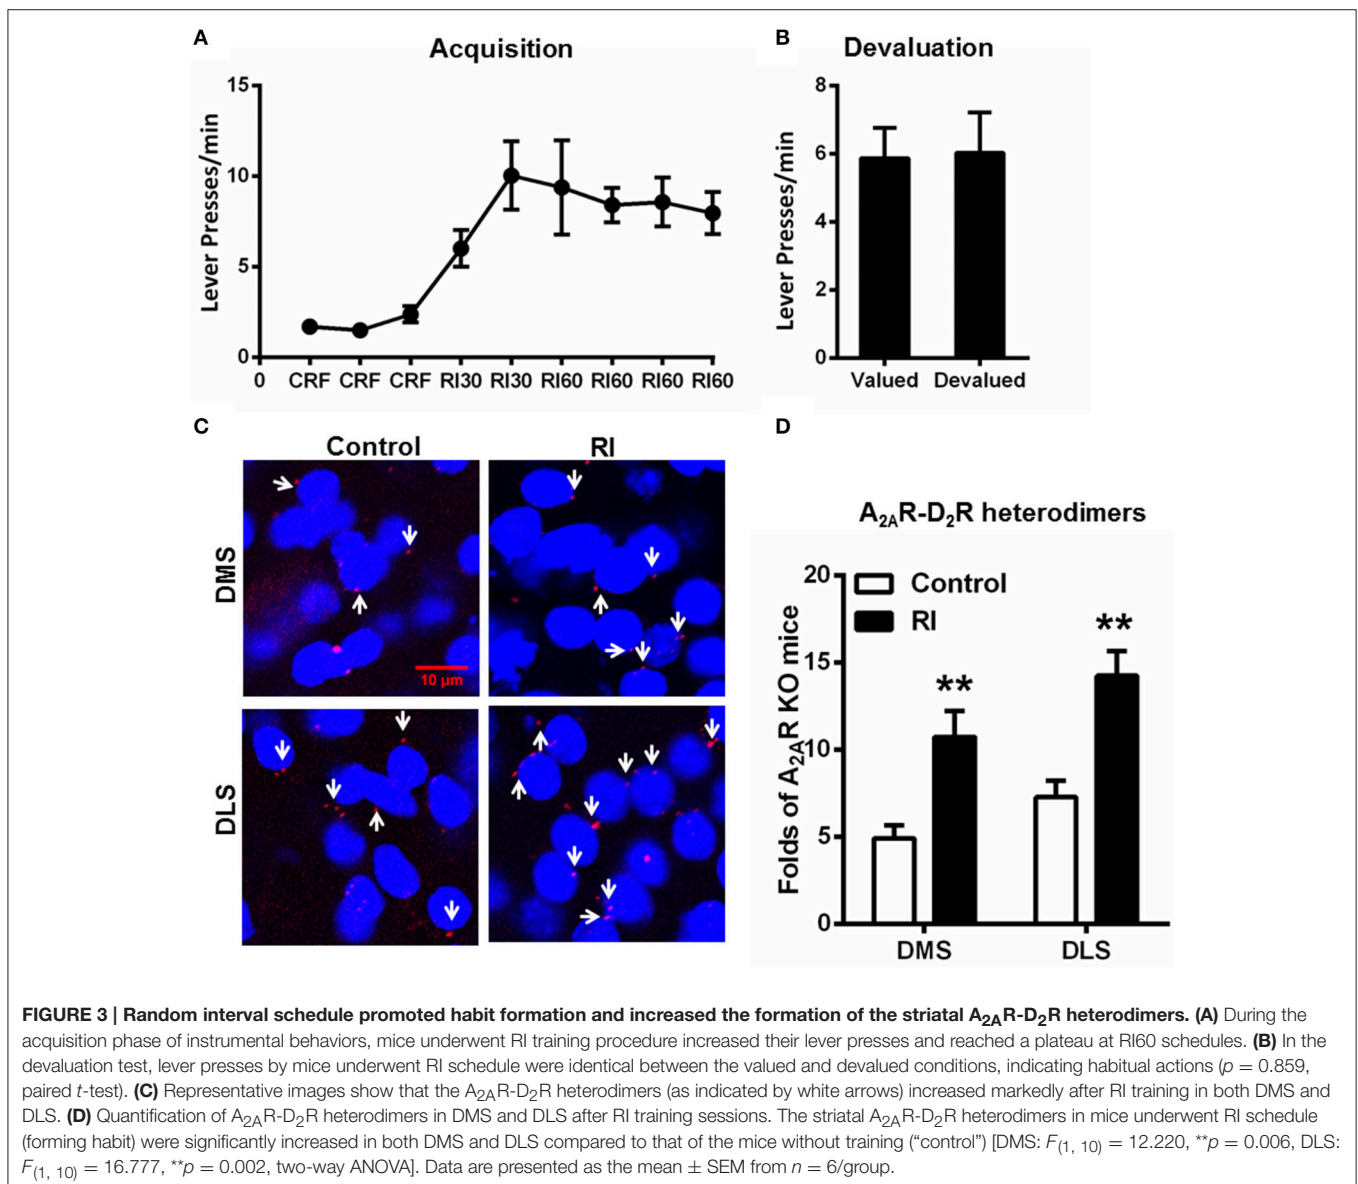 A
Acquisition
Lever Presses/min
15
10
5
0
0 CRF CRF CRF RI30 RI30 RI60 RI60 RI60 RI60
B
Devaluation
Lever Presses/min
8
6
4
2
0
Valued Devalued
C
Control RI
DMS
10 µm
DLS
D
A2AR-D2R heterodimers
Folds of A2AR KO mice
20
15
10
5
0
Control
RI
**
**
DMS DLS
FIGURE 3 | Random interval schedule promoted habit formation and increased the formation of the striatal A2AR-D2R heterodimers. (A) During the
acquisition phase of instrumental behaviors, mice underwent RI training procedure increased their lever presses and reached a plateau at RI60 schedules. (B) In the
devaluation test, lever presses by mice underwent RI schedule were identical between the valued and devalued conditions, indicating habitual actions (p = 0.859,
paired t-test). (C) Representative images show that the A2AR-D2R heterodimers (as indicated by white arrows) increased markedly after RI training in both DMS and
DLS. (D) Quantification of A2AR-D2R heterodimers in DMS and DLS after RI training sessions. The striatal A2AR-D2R heterodimers in mice underwent RI schedule
(forming habit) were significantly increased in both DMS and DLS compared to that of the mice without training (“control”) [DMS: F(1, 10) = 12.220, **p = 0.006, DLS:
F(1, 10) = 16.777, **p = 0.002, two-way ANOVA]. Data are presented as the mean ± SEM from n = 6/group.